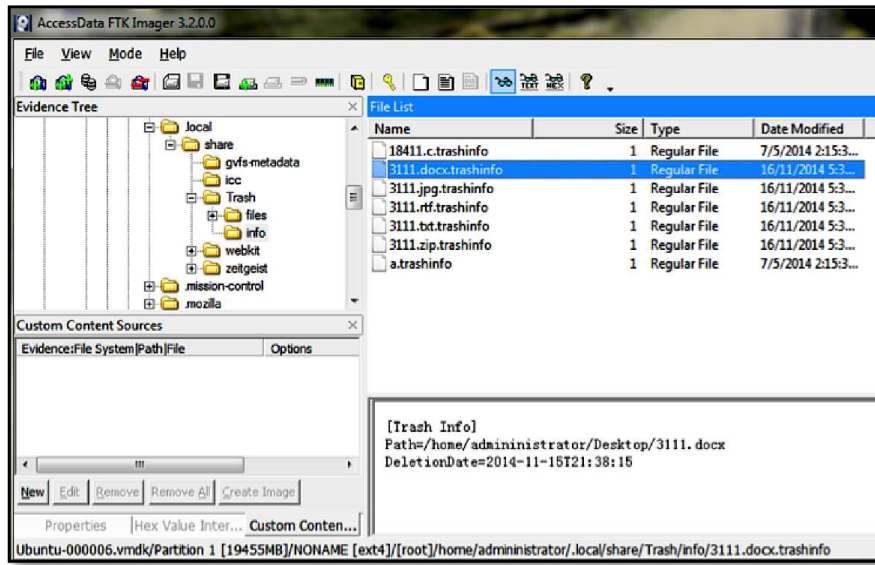 AccessData FTK Imager 3.2.0.0
File View Mode Help
Evidence Tree
.local
share
gvfs-metadata
icc
Trash
files
info
webkit
zeitgeist
.mission-control
.mozilla
Custom Content Sources
Evidence:File System|Path|File Options
New Edit Remove Remove All Create Image
Properties Hex Value Inter... Custom Conten...
File List
Name Size Type Date Modified
18411.c.trashinfo 1 Regular File 7/5/2014 2:15:3...
3111.docx.trashinfo 1 Regular File 16/11/2014 5:3...
3111.jpg.trashinfo 1 Regular File 16/11/2014 5:3...
3111.rtf.trashinfo 1 Regular File 16/11/2014 5:3...
3111.txt.trashinfo 1 Regular File 16/11/2014 5:3...
3111.zip.trashinfo 1 Regular File 16/11/2014 5:3...
a.trashinfo 1 Regular File 7/5/2014 2:15:3...
[Trash Info]
Path=/home/admininistrator/Desktop/3111.docx
DeletionDate=2014-11-15T21:38:15
Ubuntu-000006.vmdk/Partition 1 [19455MB]/NONAME [ext4]/[root]/home/admininistrator/.local/share/Trash/info/3111.docx.trashinfo